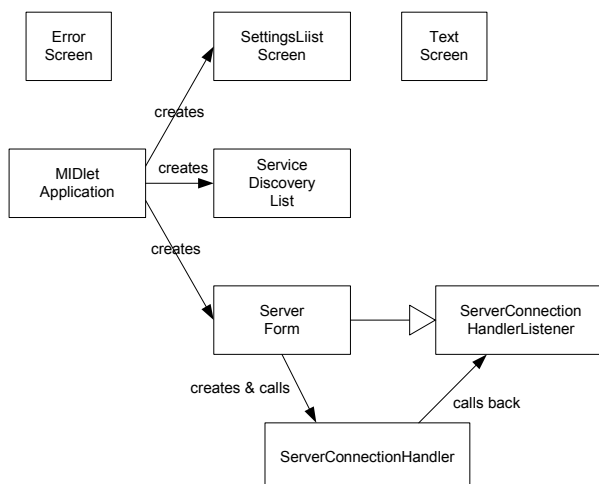 Error
Screen
SettingsLiist
Screen
Text
Screen
creates
MIDlet
Application
creates
Service
Discovery
List
creates
Server
Form
ServerConnection
HandlerListener
creates & calls
calls back
ServerConnectionHandler